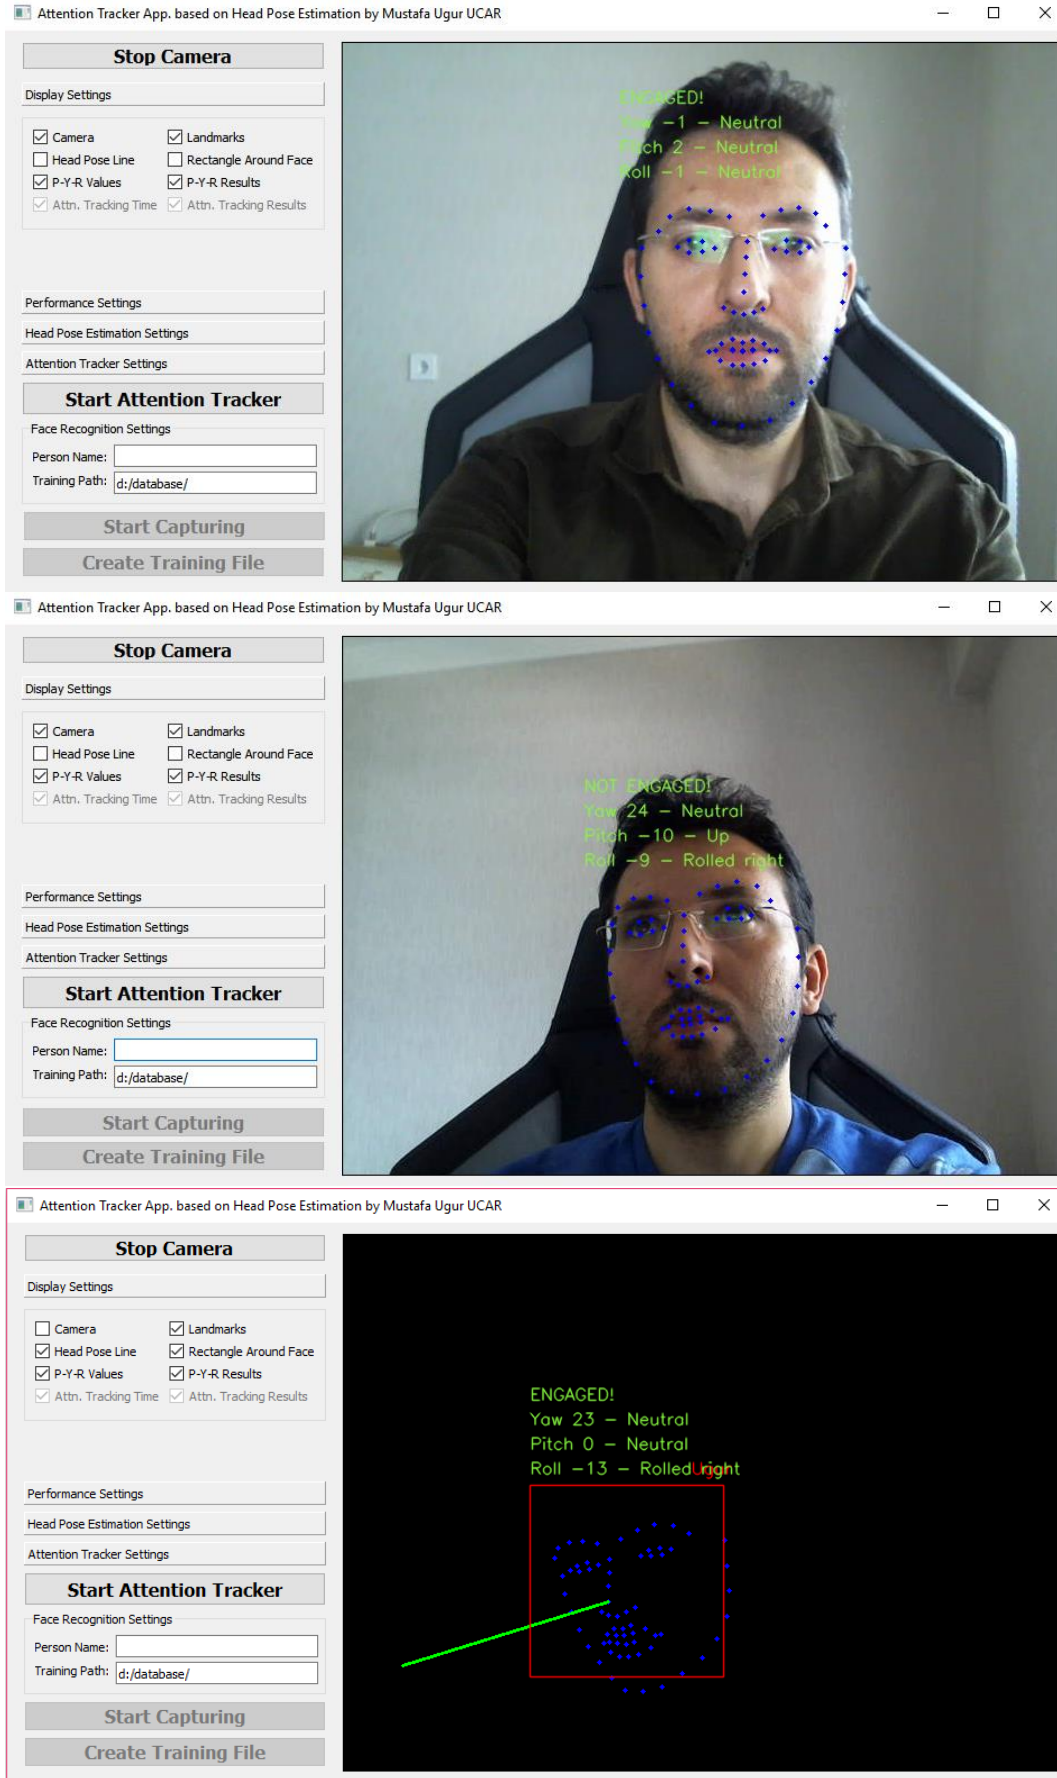 Attention Tracker App. based on Head Pose Estimation by Mustafa Ugur UCAR
Stop Camera
Display Settings
Camera
Landmarks
Head Pose Line
Rectangle Around Face
P-Y-R Values
P-Y-R Results
Attn. Tracking Time
Attn. Tracking Results
Performance Settings
Head Pose Estimation Settings
Attention Tracker Settings
Start Attention Tracker
Face Recognition Settings
Person Name:
Training Path: d:/database/
Start Capturing
Create Training File
ENGAGED!
Yaw -1 - Neutral
Pitch 2 - Neutral
Roll -1 - Neutral
Attention Tracker App. based on Head Pose Estimation by Mustafa Ugur UCAR
Stop Camera
Display Settings
Camera
Landmarks
Head Pose Line
Rectangle Around Face
P-Y-R Values
P-Y-R Results
Attn. Tracking Time
Attn. Tracking Results
Performance Settings
Head Pose Estimation Settings
Attention Tracker Settings
Start Attention Tracker
Face Recognition Settings
Person Name:
Training Path: d:/database/
Start Capturing
Create Training File
NOT ENGAGED!
Yaw 24 - Neutral
Pitch -10 - Up
Roll -9 - Rolled right
Attention Tracker App. based on Head Pose Estimation by Mustafa Ugur UCAR
Stop Camera
Display Settings
Camera
Landmarks
Head Pose Line
Rectangle Around Face
P-Y-R Values
P-Y-R Results
Attn. Tracking Time
Attn. Tracking Results
Performance Settings
Head Pose Estimation Settings
Attention Tracker Settings
Start Attention Tracker
Face Recognition Settings
Person Name:
Training Path: d:/database/
Start Capturing
Create Training File
ENGAGED!
Yaw 23 - Neutral
Pitch 0 - Neutral
Roll -13 - Rolled right
Ugur